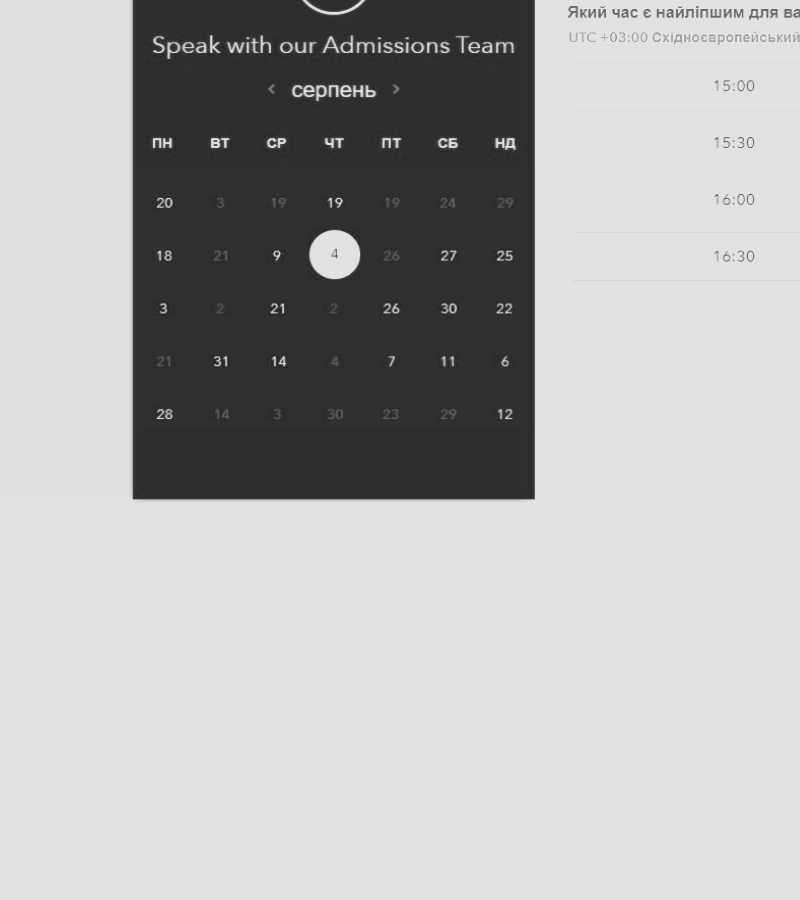 Speak with our Admissions Team
серпень
ПН ВТ СР ЧТ ПТ СБ НД
20 3 19 19 19 24 29
18 21 9 4 26 27 25
3 2 21 2 26 30 22
21 31 14 4 7 11 6
28 14 3 30 23 29 12
Який час є найліпшим для ва
UTC +03:00 Східноєвропейський
15:00
15:30
16:00
16:30